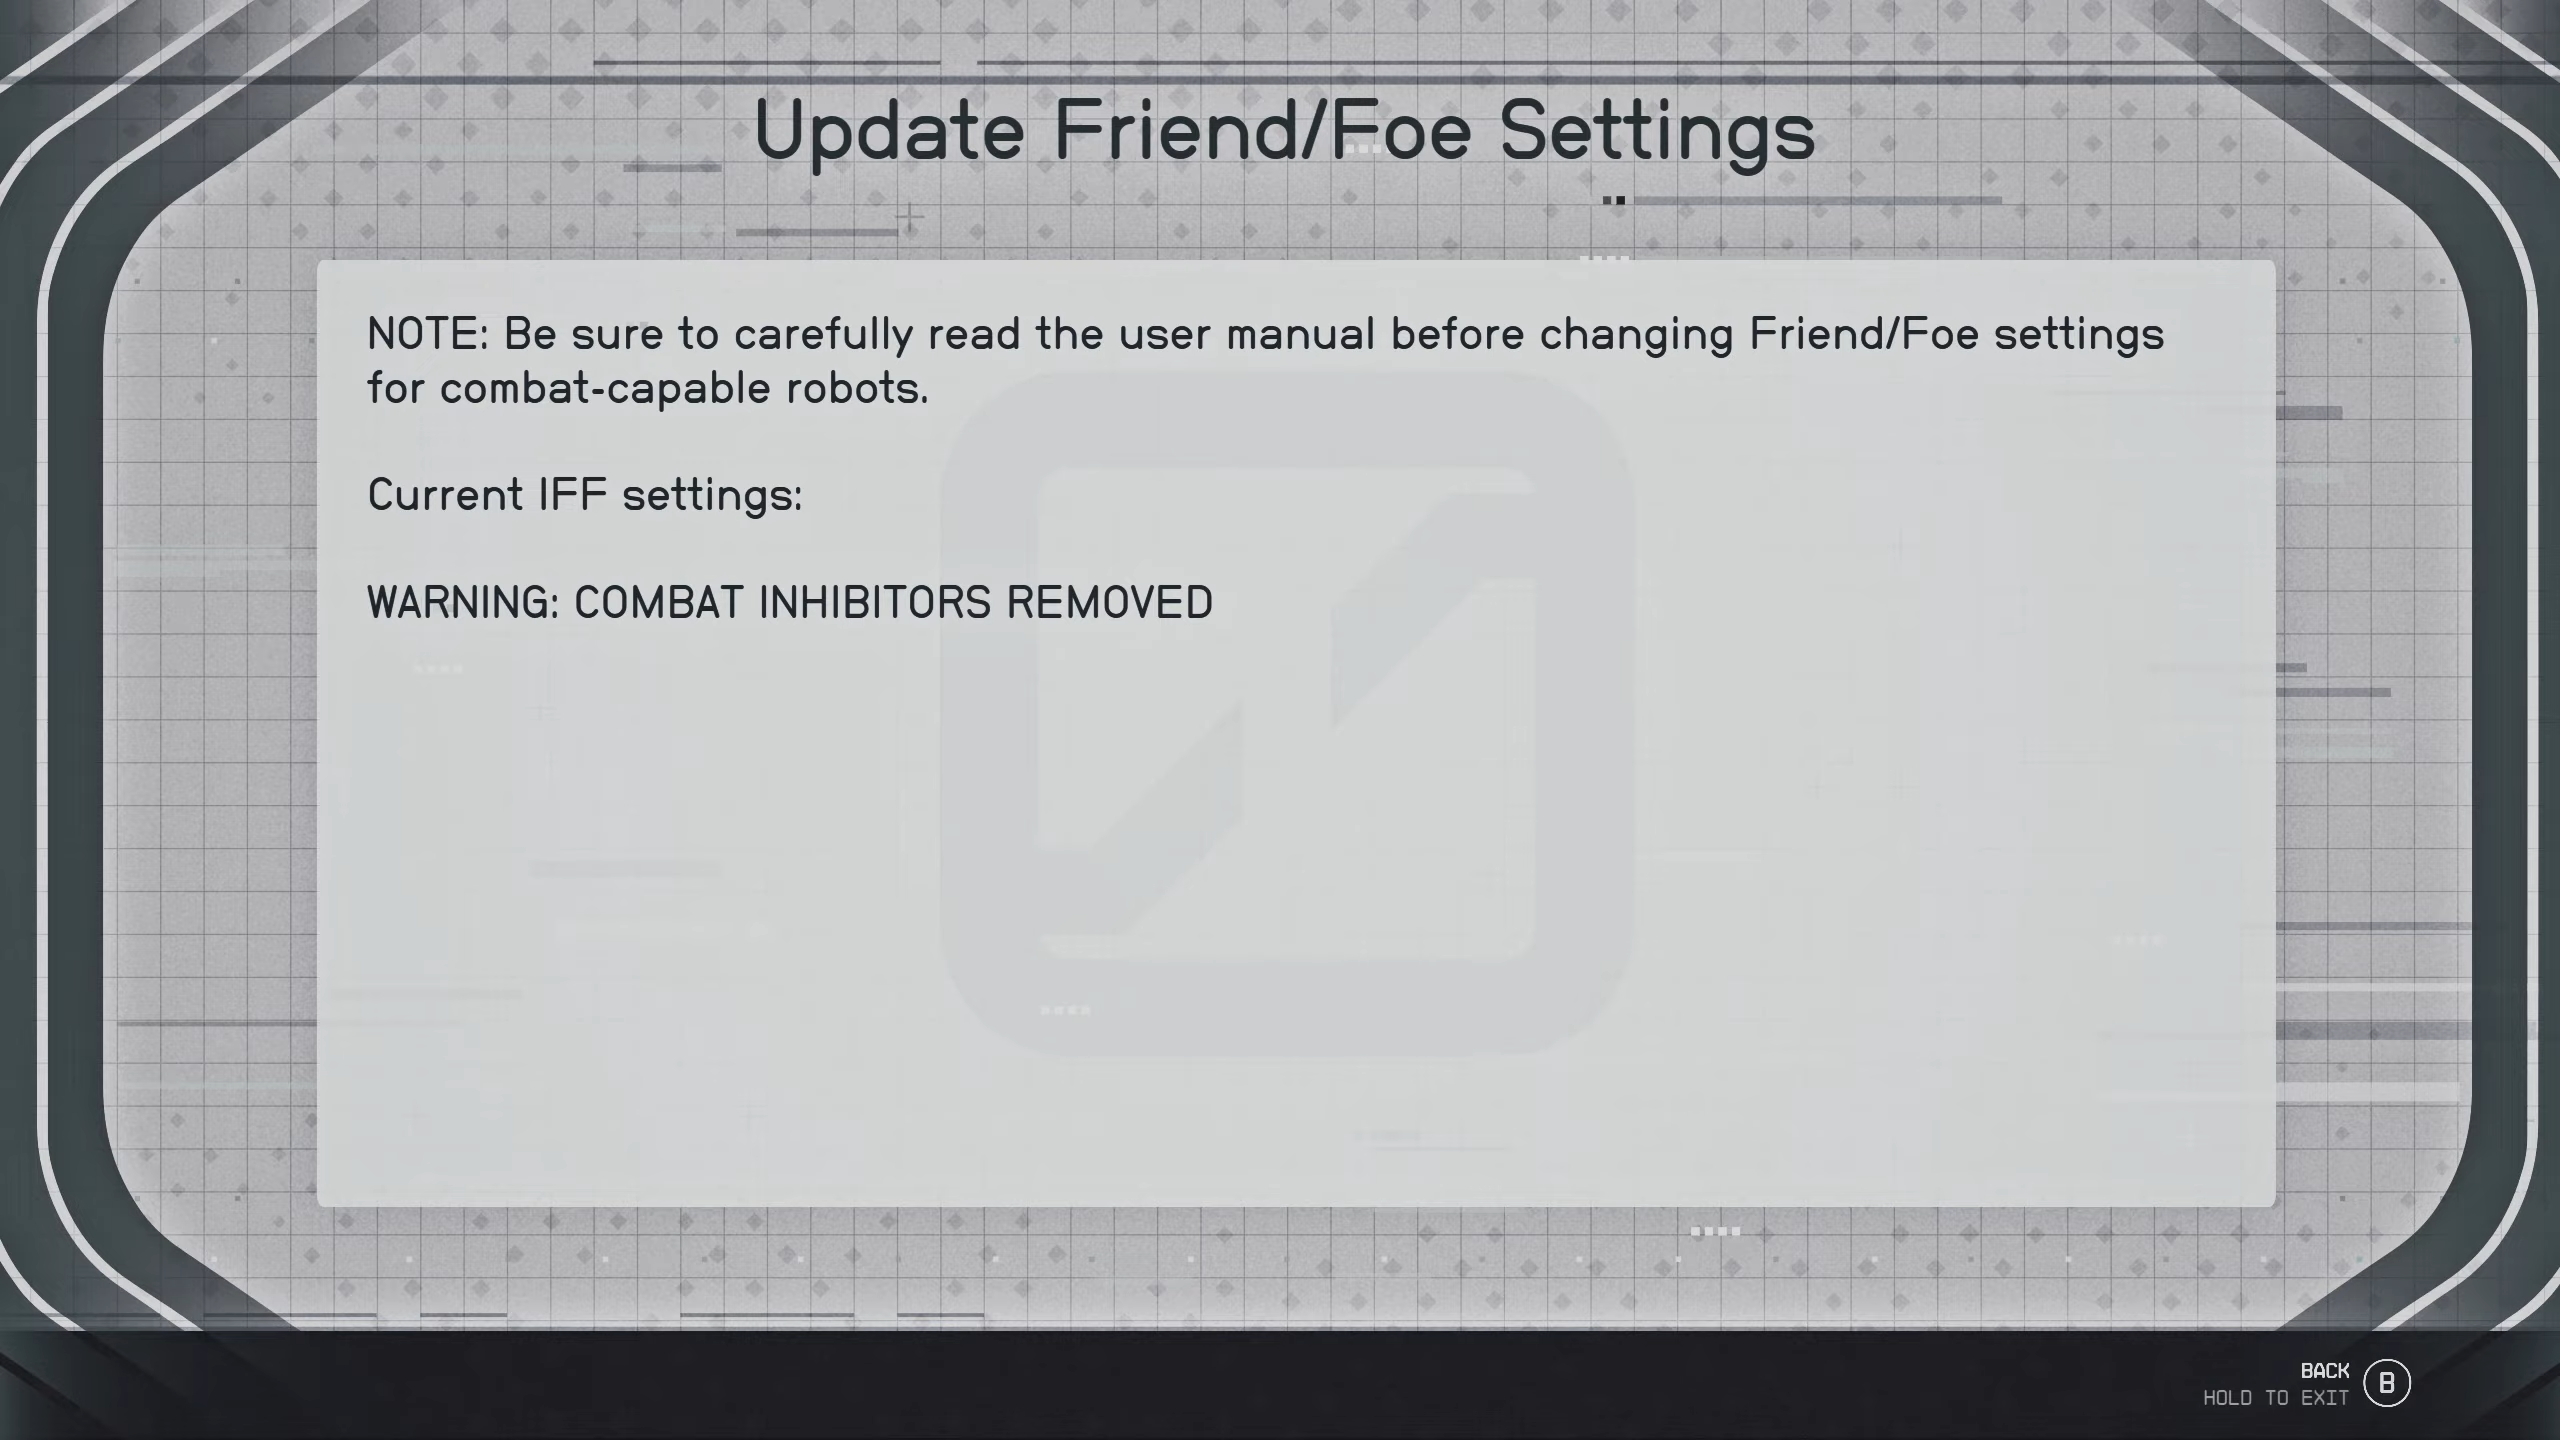 Update Friend/Foe Settings
NOTE: Be sure to carefully read the user manual before changing Friend/Foe settings
for combat-capable robots.
Current IFF settings:
WARNING: COMBAT INHIBITORS REMOVED
BACK
HOLD TO EXIT
B